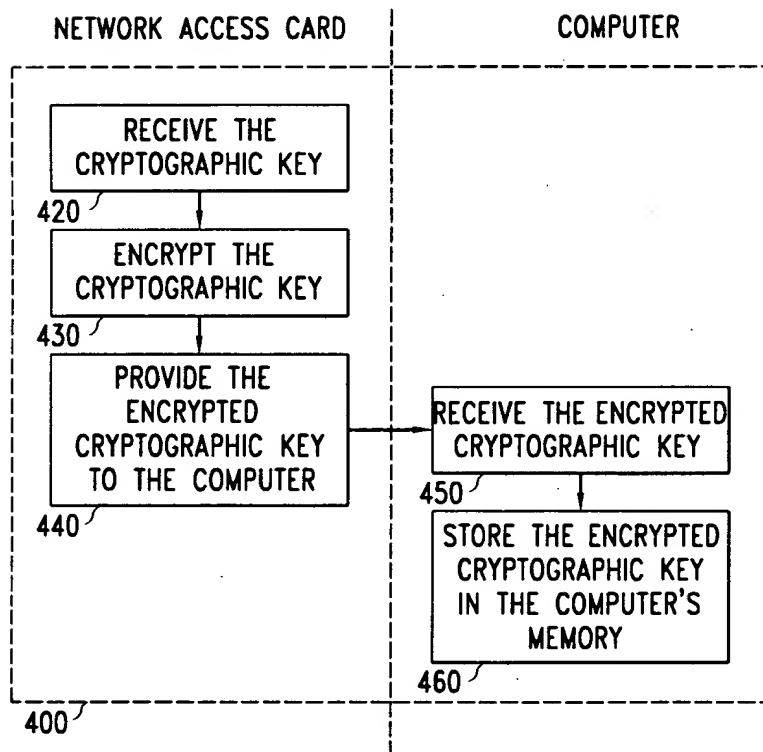 NETWORK ACCESS CARD
COMPUTER
RECEIVE THE
CRYPTOGRAPHIC KEY
420
ENCRYPT THE
CRYPTOGRAPHIC KEY
430
PROVIDE THE
ENCRYPTED
CRYPTOGRAPHIC KEY
TO THE COMPUTER
440
RECEIVE THE ENCRYPTED
CRYPTOGRAPHIC KEY
450
STORE THE ENCRYPTED
CRYPTOGRAPHIC KEY
IN THE COMPUTER'S
MEMORY
460
400